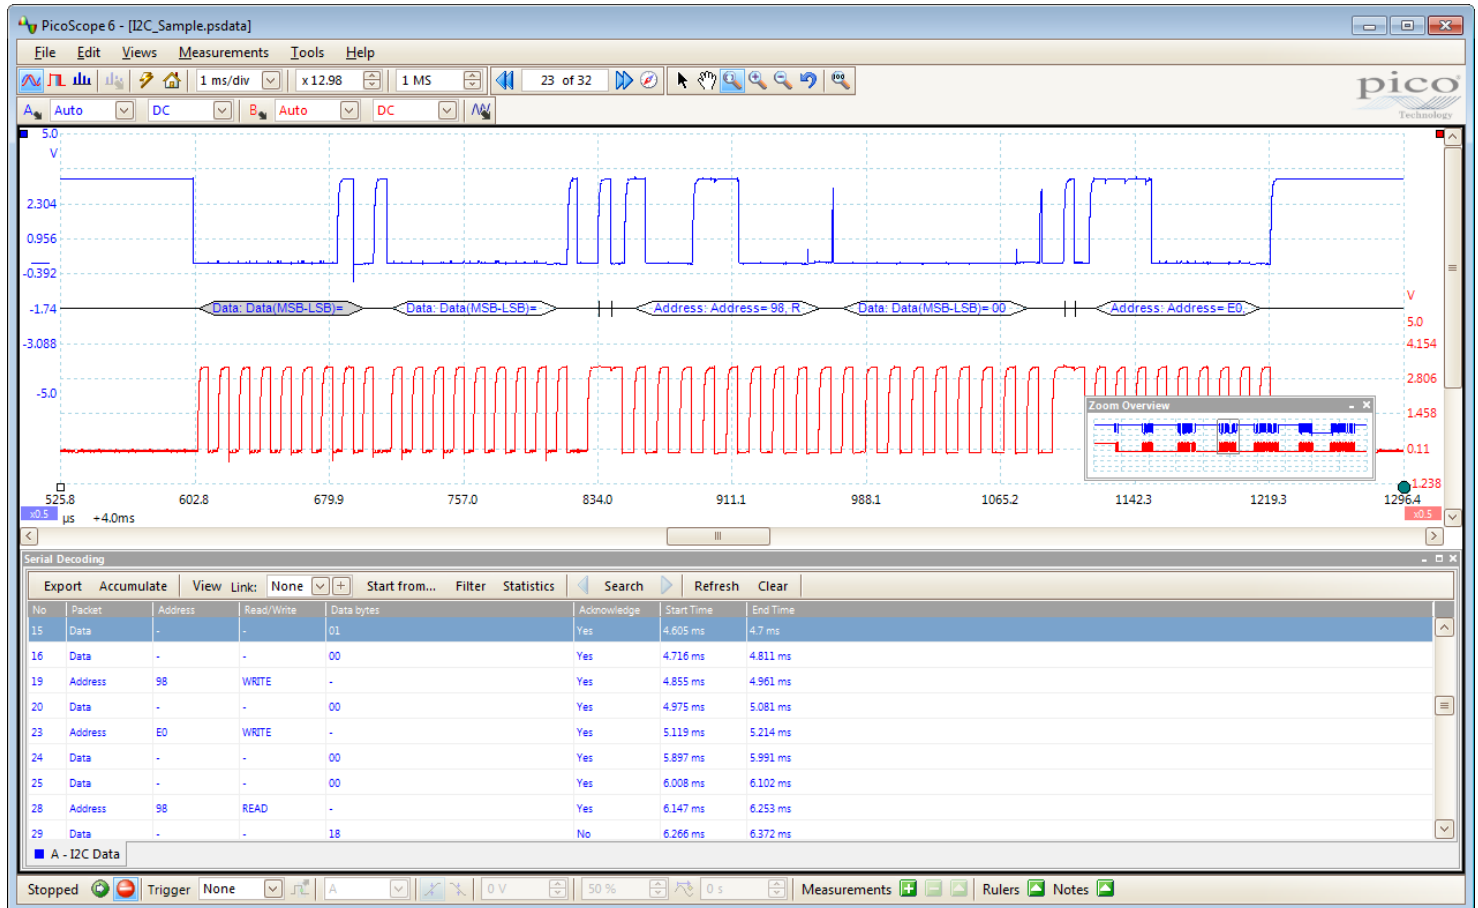 PicoScope 6 - [I2C_Sample.psdata]
File Edit Views Measurements Tools Help
1 ms/div x 12.98 1 MS 23 of 32
pico
Technology
A Auto DC B Auto DC
5.0
V
2.304
0.956
-0.392
-1.74
-3.088
-5.0
Data: Data(MSB-LSB)= Data: Data(MSB-LSB)= Address: Address= 98, R Data: Data(MSB-LSB)= 00 Address: Address= E0,
V
5.0
4.154
2.806
1.458
0.11
-1.238
Zoom Overview
525.8 602.8 679.9 757.0 834.0 911.1 988.1 1065.2 1142.3 1219.3 1296.4
x0.5 µs +4.0ms x0.5
Serial Decoding
Export Accumulate View Link: None Start from... Filter Statistics Search Refresh Clear
No Packet Address Read/Write Data bytes Acknowledge Start Time End Time
15 Data - - 01 Yes 4.605 ms 4.7 ms
16 Data - - 00 Yes 4.716 ms 4.811 ms
19 Address 98 WRITE - Yes 4.855 ms 4.961 ms
20 Data - - 00 Yes 4.975 ms 5.081 ms
23 Address E0 WRITE - Yes 5.119 ms 5.214 ms
24 Data - - 00 Yes 5.897 ms 5.991 ms
25 Data - - 00 Yes 6.008 ms 6.102 ms
28 Address 98 READ - Yes 6.147 ms 6.253 ms
29 Data - - 18 No 6.266 ms 6.372 ms
A - I2C Data
Stopped Trigger None A 0 V 50 % 0 s Measurements Rulers Notes